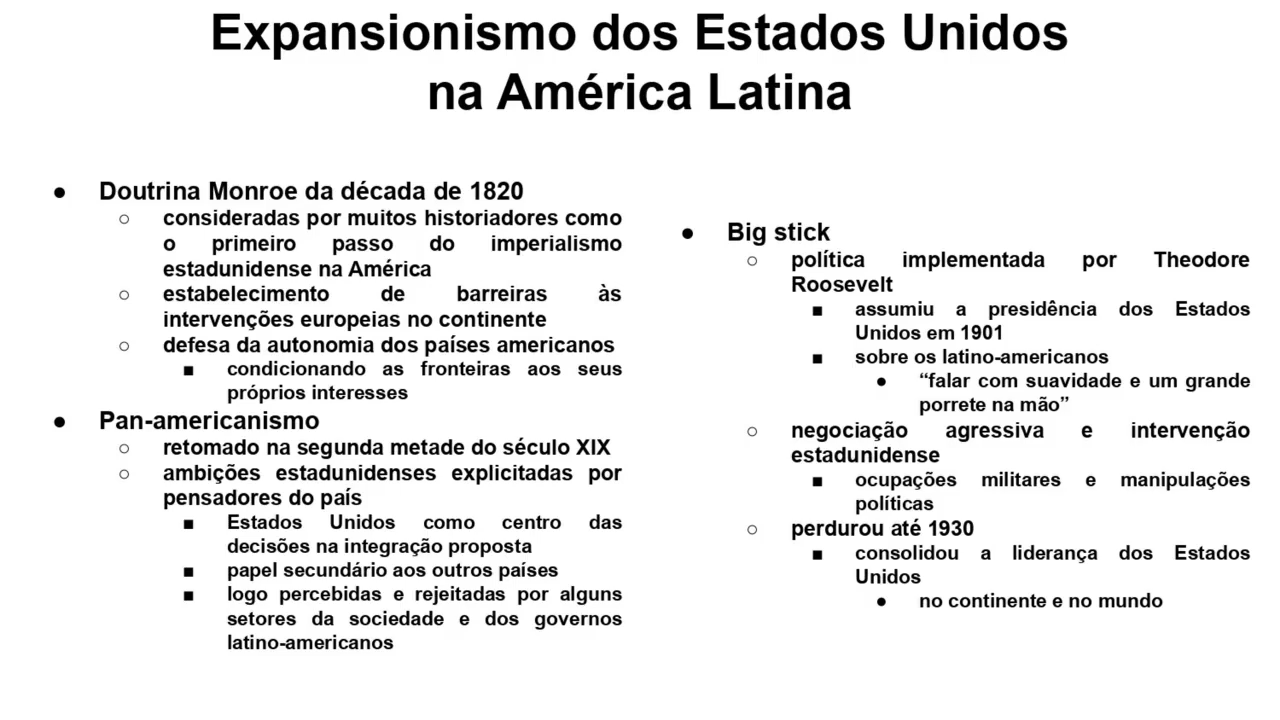 Expansionismo dos Estados Unidos
na América Latina
● Doutrina Monroe da década de 1820
○ consideradas por muitos historiadores como
o primeiro passo do imperialismo
estadunidense na América
○ estabelecimento de barreiras às
intervenções europeias no continente
○ defesa da autonomia dos países americanos
■ condicionando as fronteiras aos seus
próprios interesses
● Pan-americanismo
○ retomado na segunda metade do século XIX
○ ambições estadunidenses explicitadas por
pensadores do país
■ Estados Unidos como centro das
decisões na integração proposta
■ papel secundário aos outros países
■ logo percebidas e rejeitadas por alguns
setores da sociedade e dos governos
latino-americanos
● Big stick
○ política implementada por Theodore
Roosevelt
■ assumiu a presidência dos Estados
Unidos em 1901
■ sobre os latino-americanos
● “falar com suavidade e um grande
porrete na mão”
○ negociação agressiva e intervenção
estadunidense
■ ocupações militares e manipulações
políticas
○ perdurou até 1930
■ consolidou a liderança dos Estados
Unidos
● no continente e no mundo